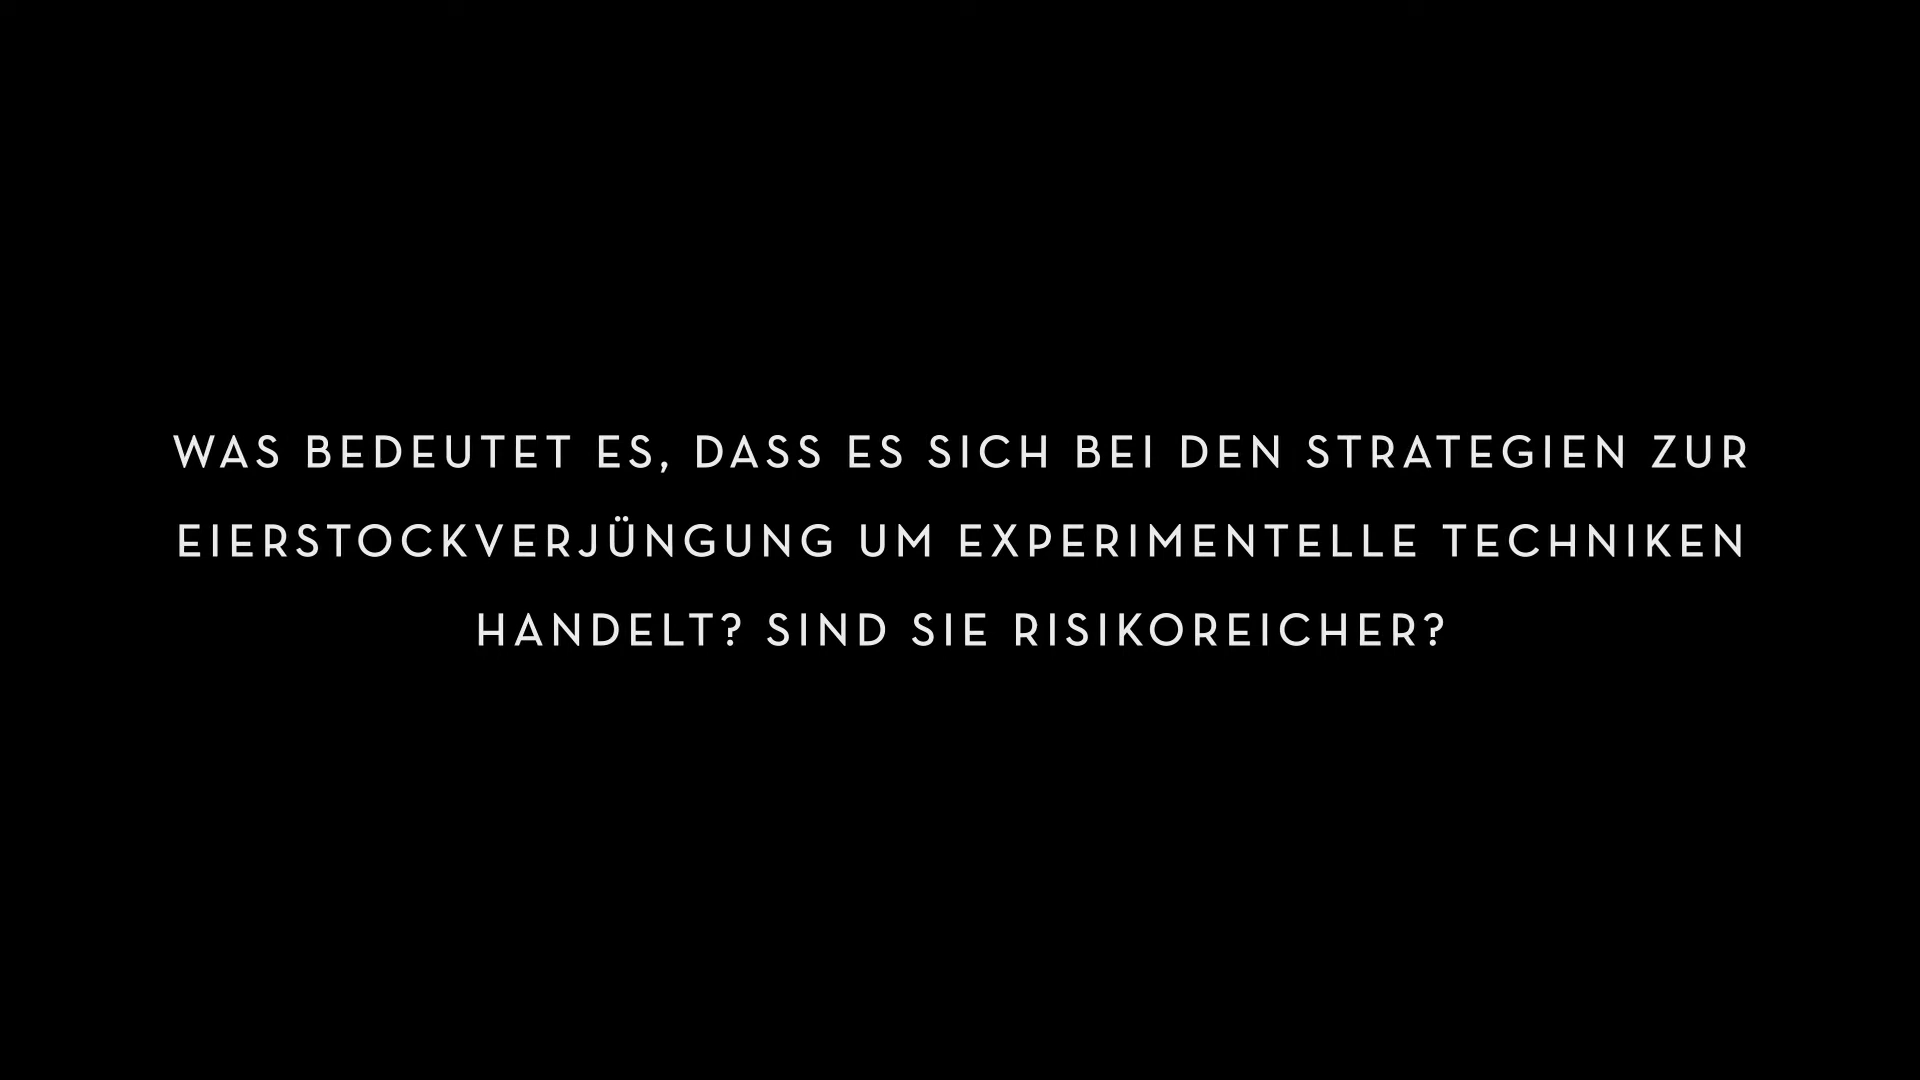 WAS BEDEUTET ES, DASS ES SICH BEI DEN STRATEGIEN ZUR
EIERSTOCKVERJÜNGUNG UM EXPERIMENTELLE TECHNIKEN
HANDELT? SIND SIE RISIKOREICHER?